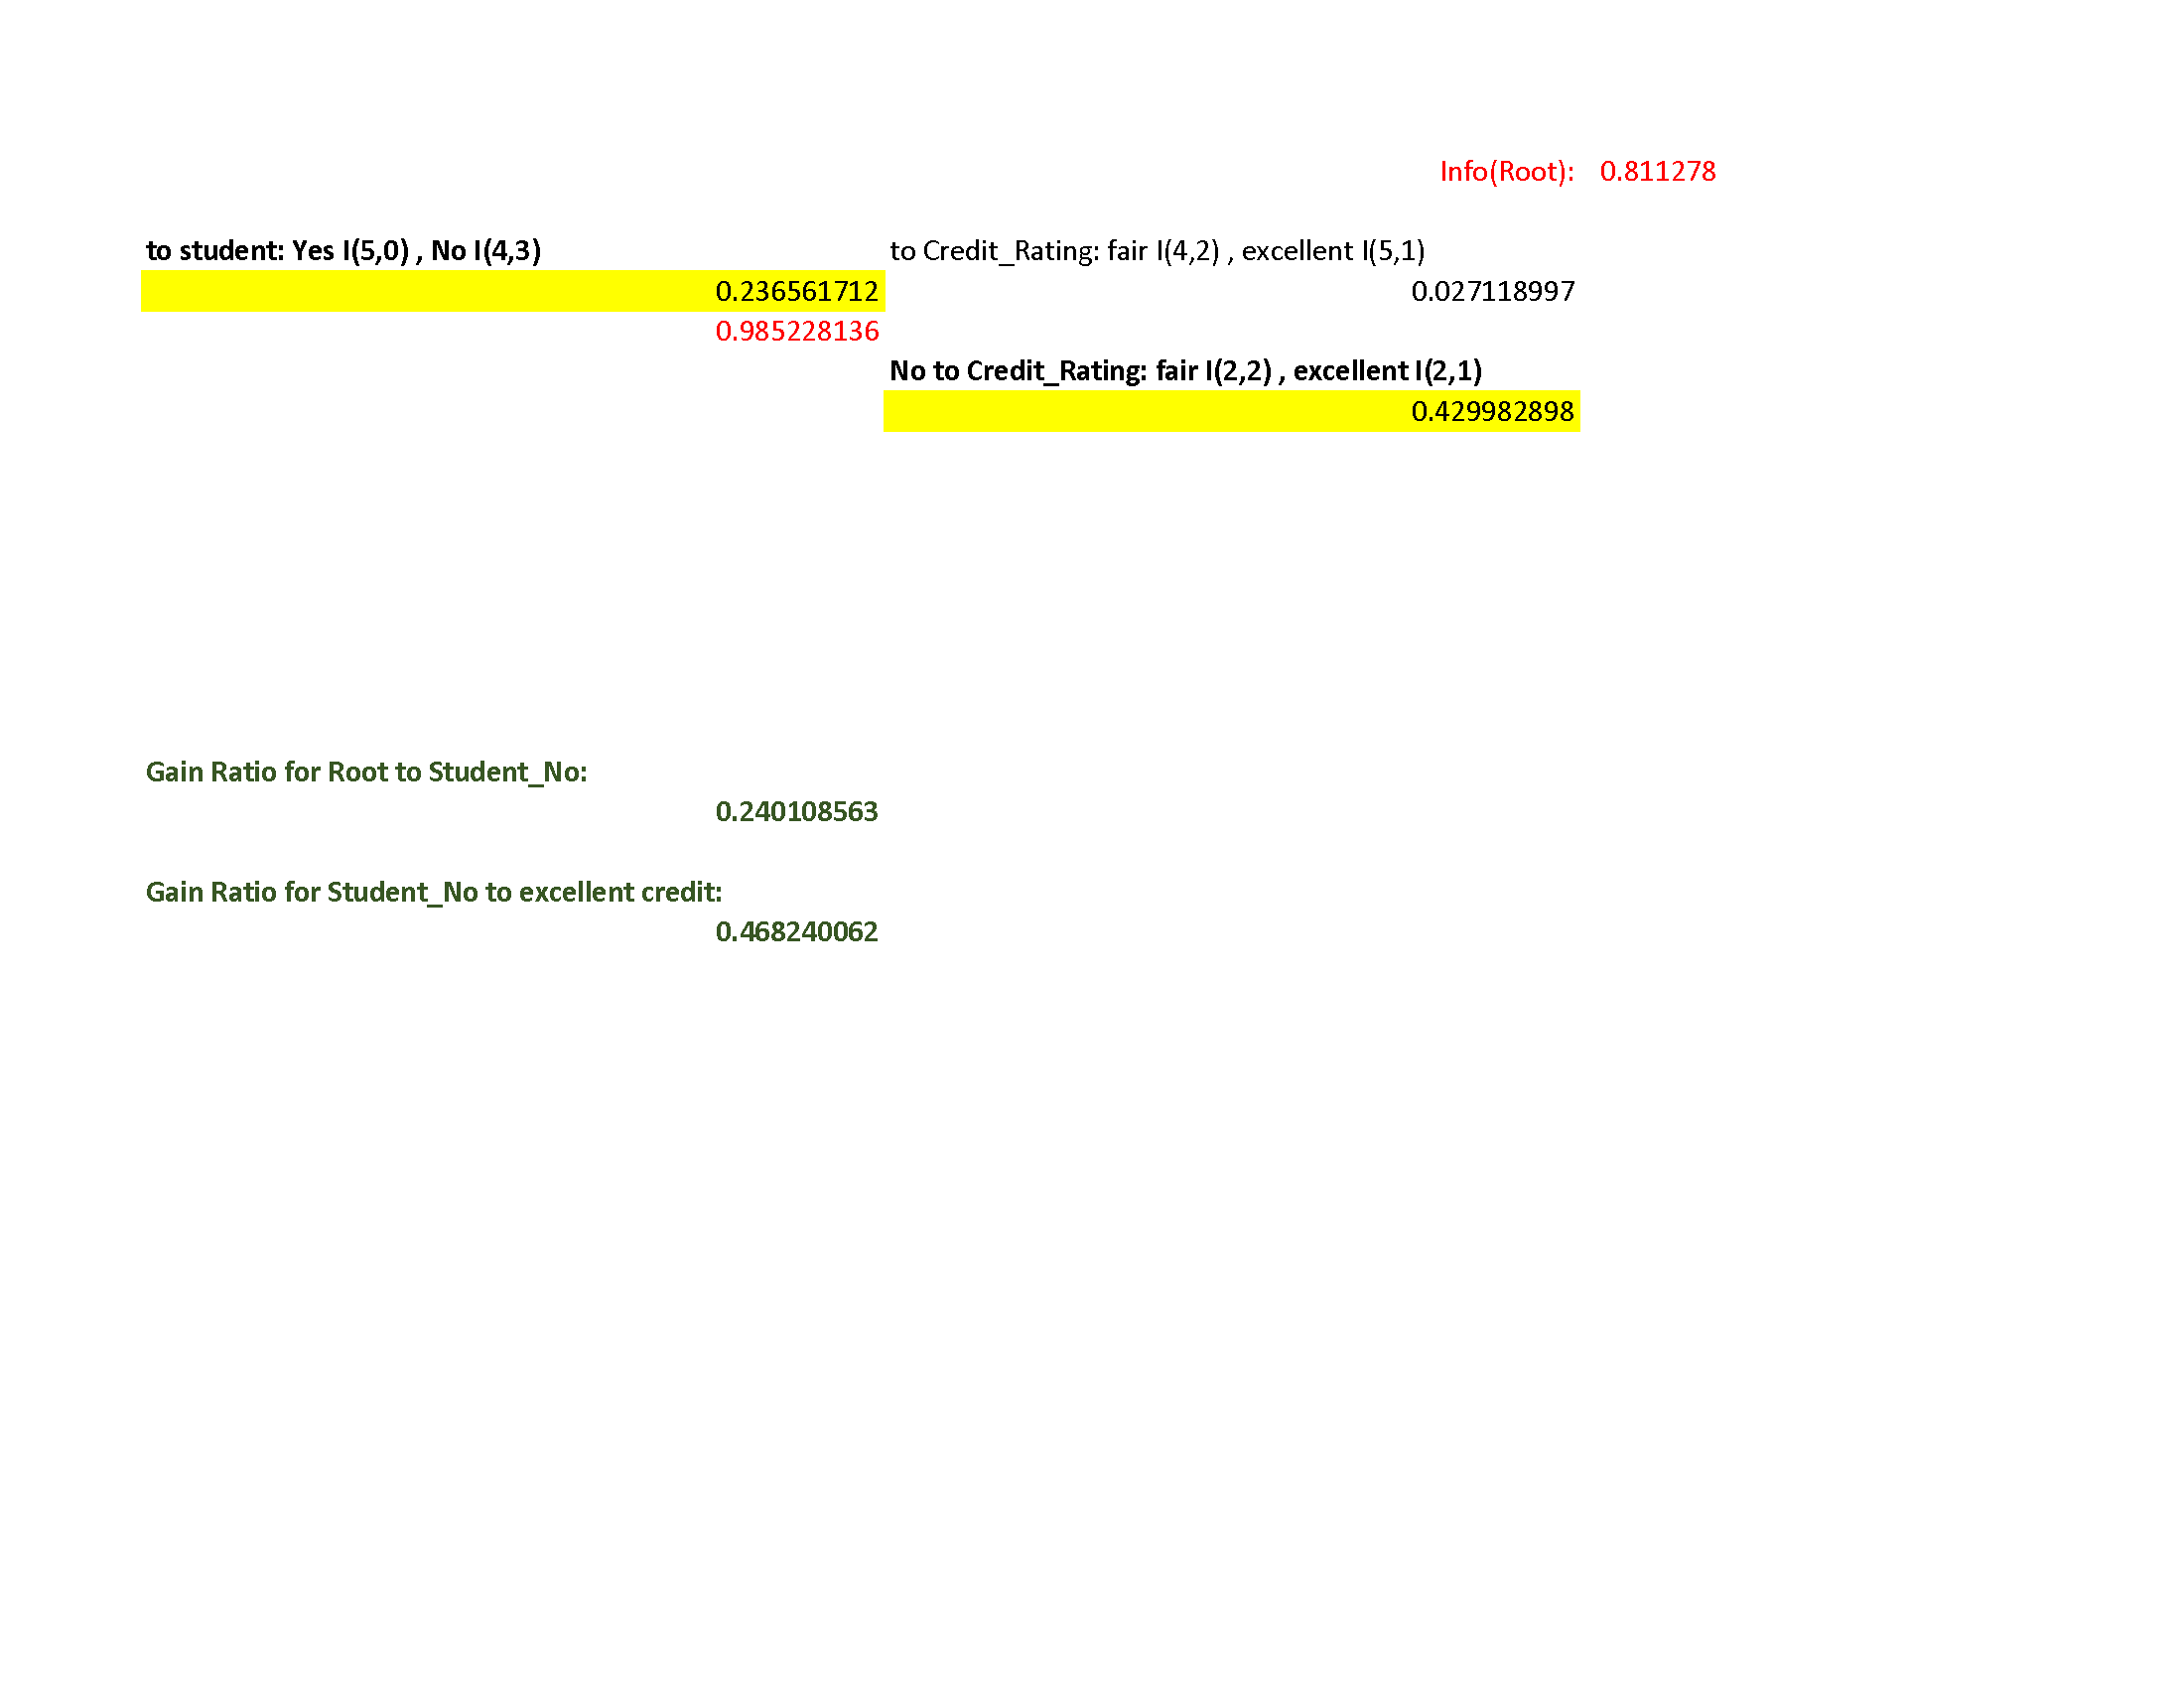 Info(Root): 0.811278
to student: Yes I(5,0) , No I(4,3) to Credit_Rating: fair I(4,2) , excellent I(5,1)
0.236561712 0.027118997
0.985228136
No to Credit_Rating: fair I(2,2) , excellent I(2,1)
0.429982898
Gain Ratio for Root to Student_No:
0.240108563
Gain Ratio for Student_No to excellent credit:
0.468240062